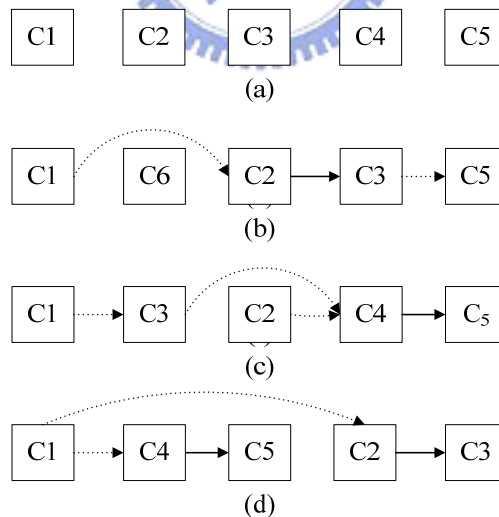 C1 C2 C3 C4 C5
(a)
C1 C6 C2 C3 C5
(b)
C1 C3 C2 C4 C₅
(c)
C1 C4 C5 C2 C3
(d)